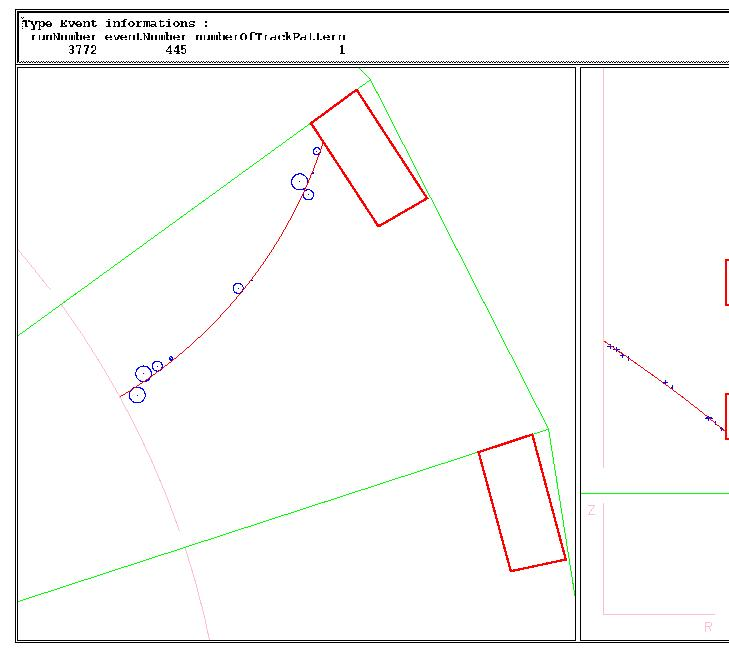 Type Event informations :
runNumber eventNumber numberOfTrackPattern
3772 445 1
Z
R